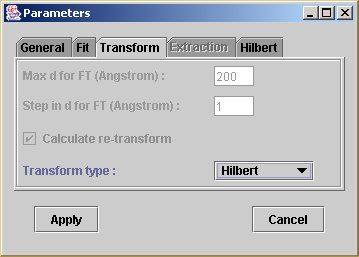 Parameters
General Fit Transform Extraction Hilbert
Max d for FT (Angstrom) : 200
Step in d for FT (Angstrom) : 1
Calculate re-transform
Transform type : Hilbert
Apply Cancel